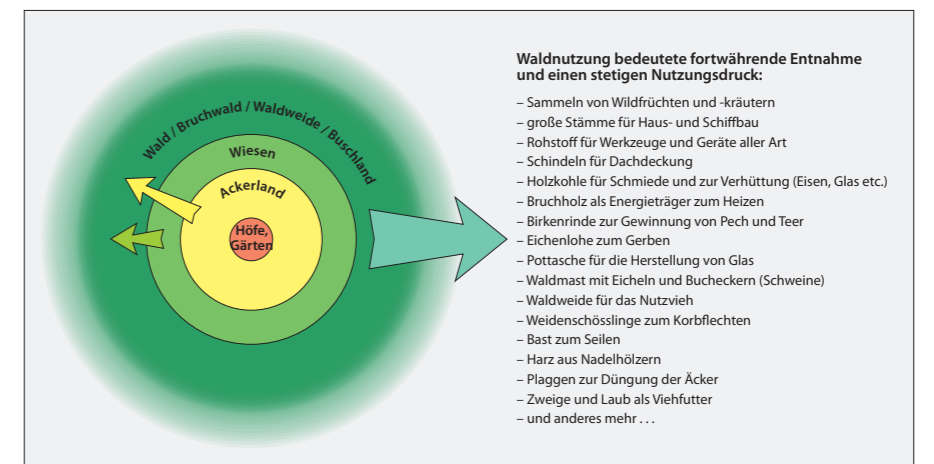 Wald / Bruchwald / Waldweide / Buschland
Wiesen
Ackerland
Höfe,
Gärten
Waldnutzung bedeutete fortwährende Entnahme
und einen stetigen Nutzungsdruck:
– Sammeln von Wildfrüchten und -kräutern
– große Stämme für Haus- und Schiffbau
– Rohstoff für Werkzeuge und Geräte aller Art
– Schindeln für Dachdeckung
– Holzkohle für Schmiede und zur Verhüttung (Eisen, Glas etc.)
– Bruchholz als Energieträger zum Heizen
– Birkenrinde zur Gewinnung von Pech und Teer
– Eichenlohe zum Gerben
– Pottasche für die Herstellung von Glas
– Waldmast mit Eicheln und Bucheckern (Schweine)
– Waldweide für das Nutzvieh
– Weidenschösslinge zum Korbflechten
– Bast zum Seilen
– Harz aus Nadelhölzern
– Plaggen zur Düngung der Äcker
– Zweige und Laub als Viehfutter
– und anderes mehr . . .